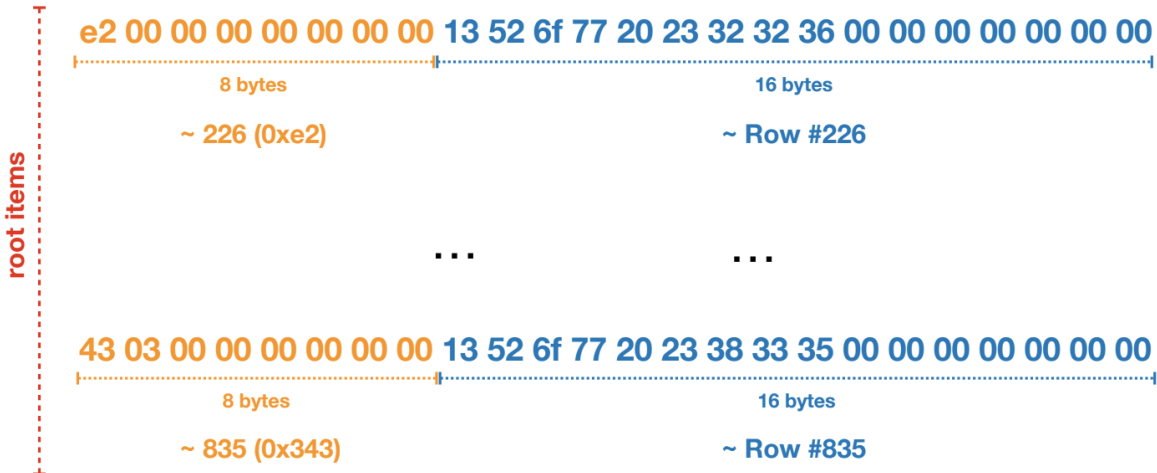 e2 00 00 00 00 00 00 00 13 52 6f 77 20 23 32 32 36 00 00 00 00 00 00 00
8 bytes 16 bytes
~ 226 (0xe2) ~ Row #226
root items
... ...
43 03 00 00 00 00 00 00 13 52 6f 77 20 23 38 33 35 00 00 00 00 00 00 00
8 bytes 16 bytes
~ 835 (0x343) ~ Row #835